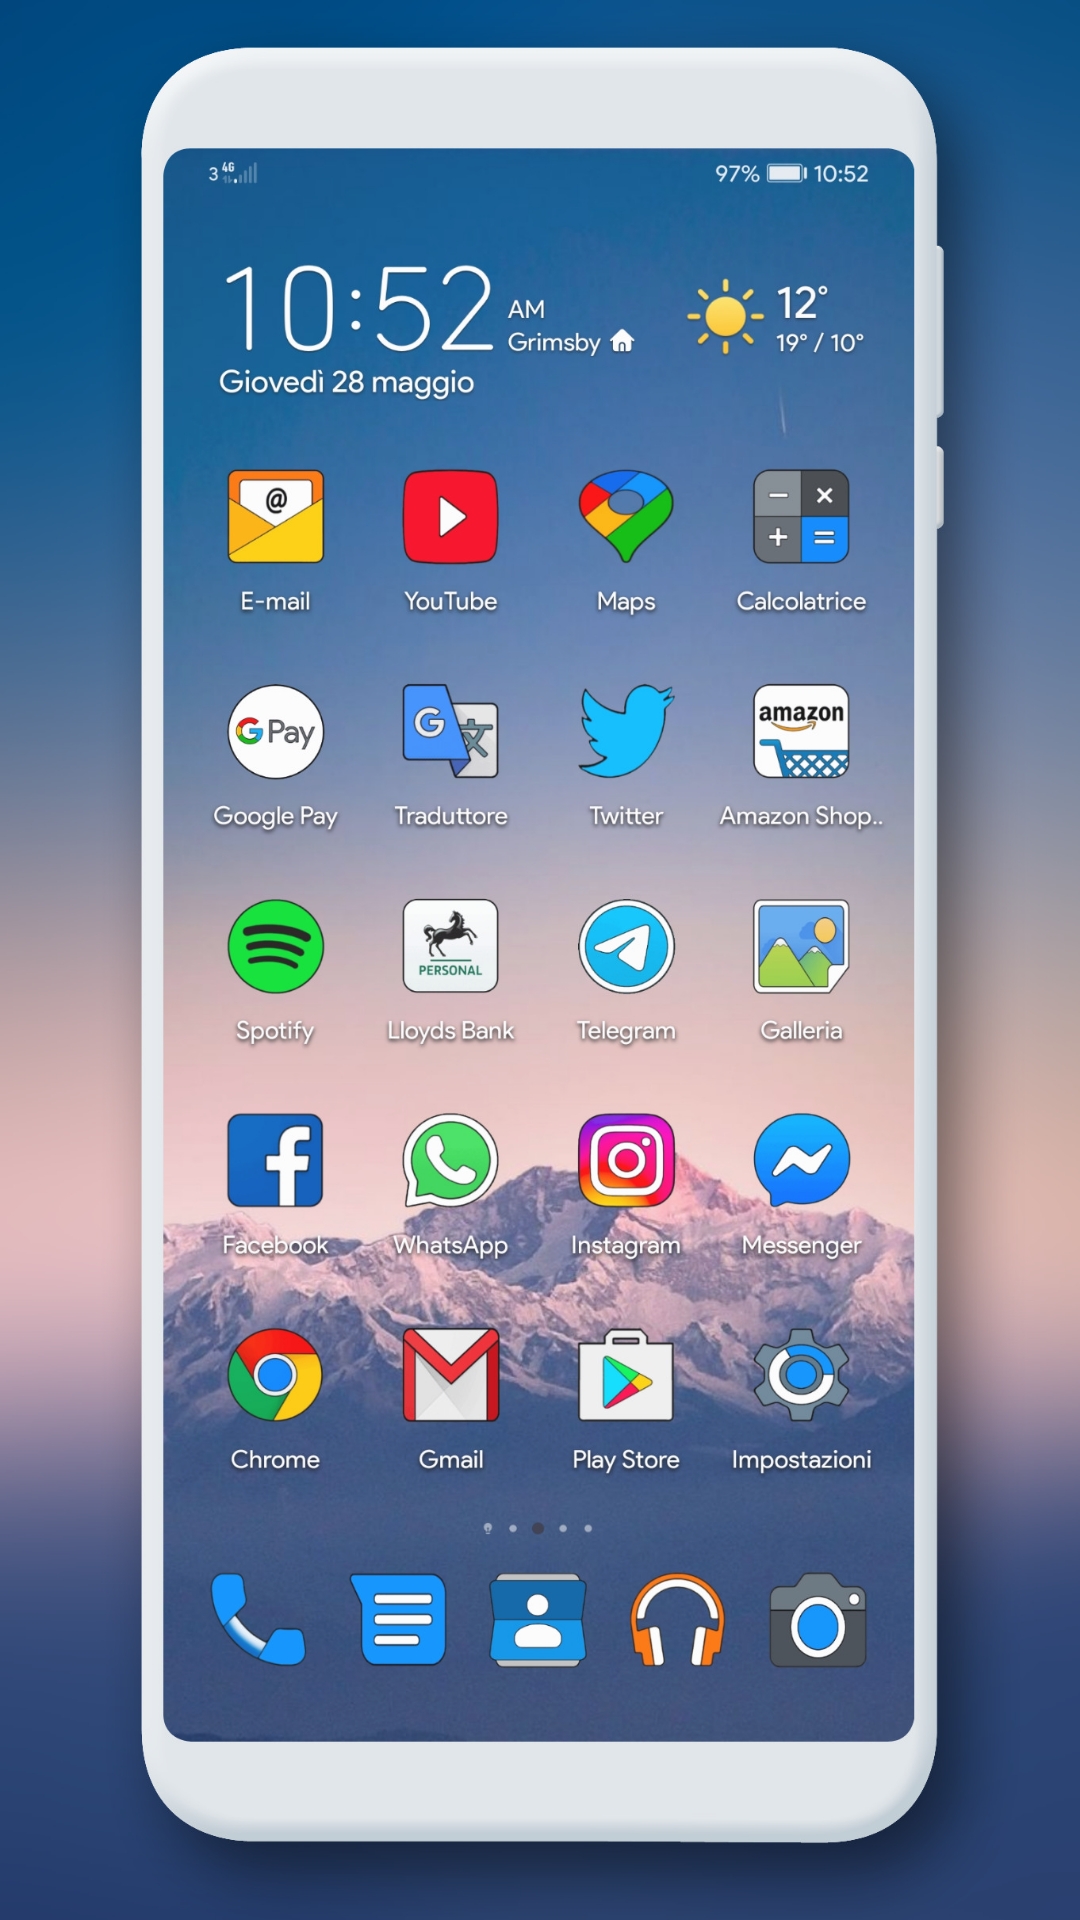 3 4G 97% 10:52
10:52 AM
Grimsby
Giovedì 28 maggio
12°
19° / 10°
@
E-mail YouTube Maps Calcolatrice
G Pay G 文 amazon
Google Pay Traduttore Twitter Amazon Shop..
PERSONAL
Spotify Lloyds Bank Telegram Galleria
Facebook WhatsApp Instagram Messenger
Chrome Gmail Play Store Impostazioni